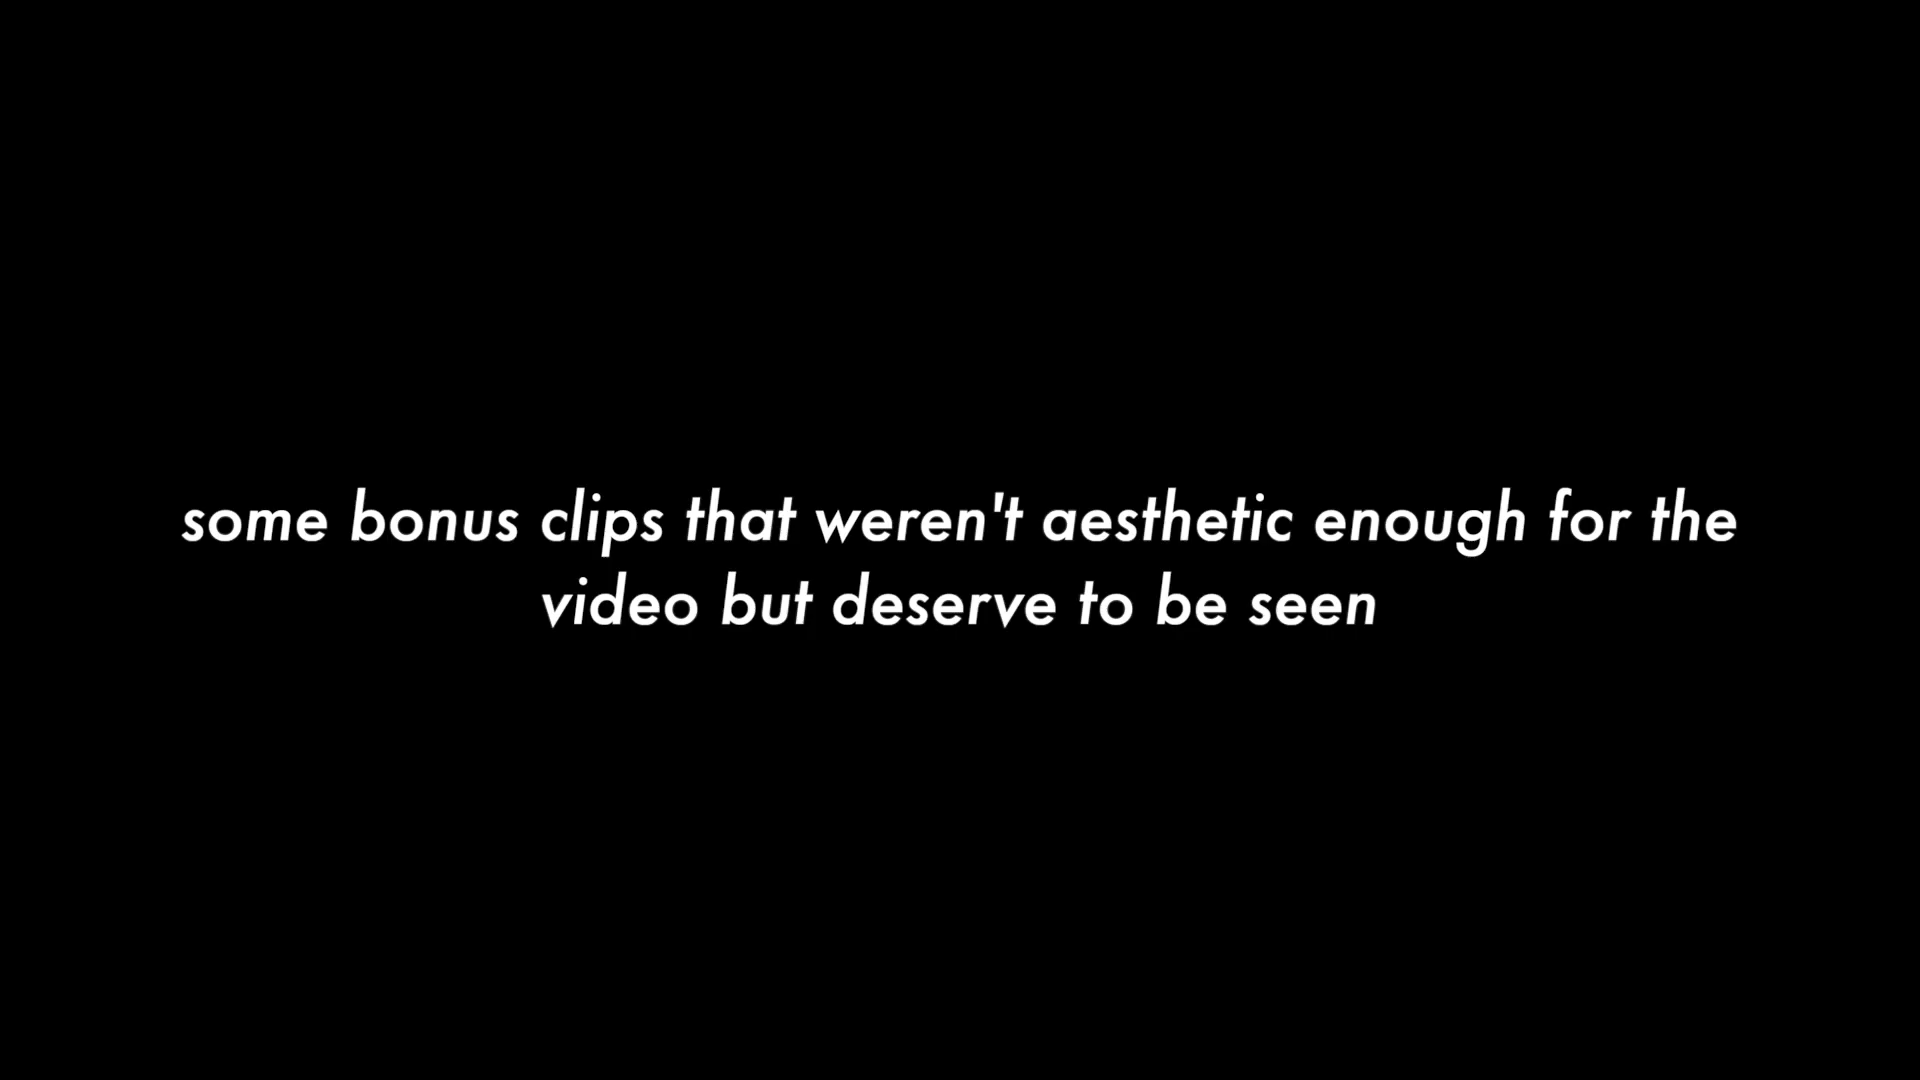 some bonus clips that weren't aesthetic enough for the
video but deserve to be seen